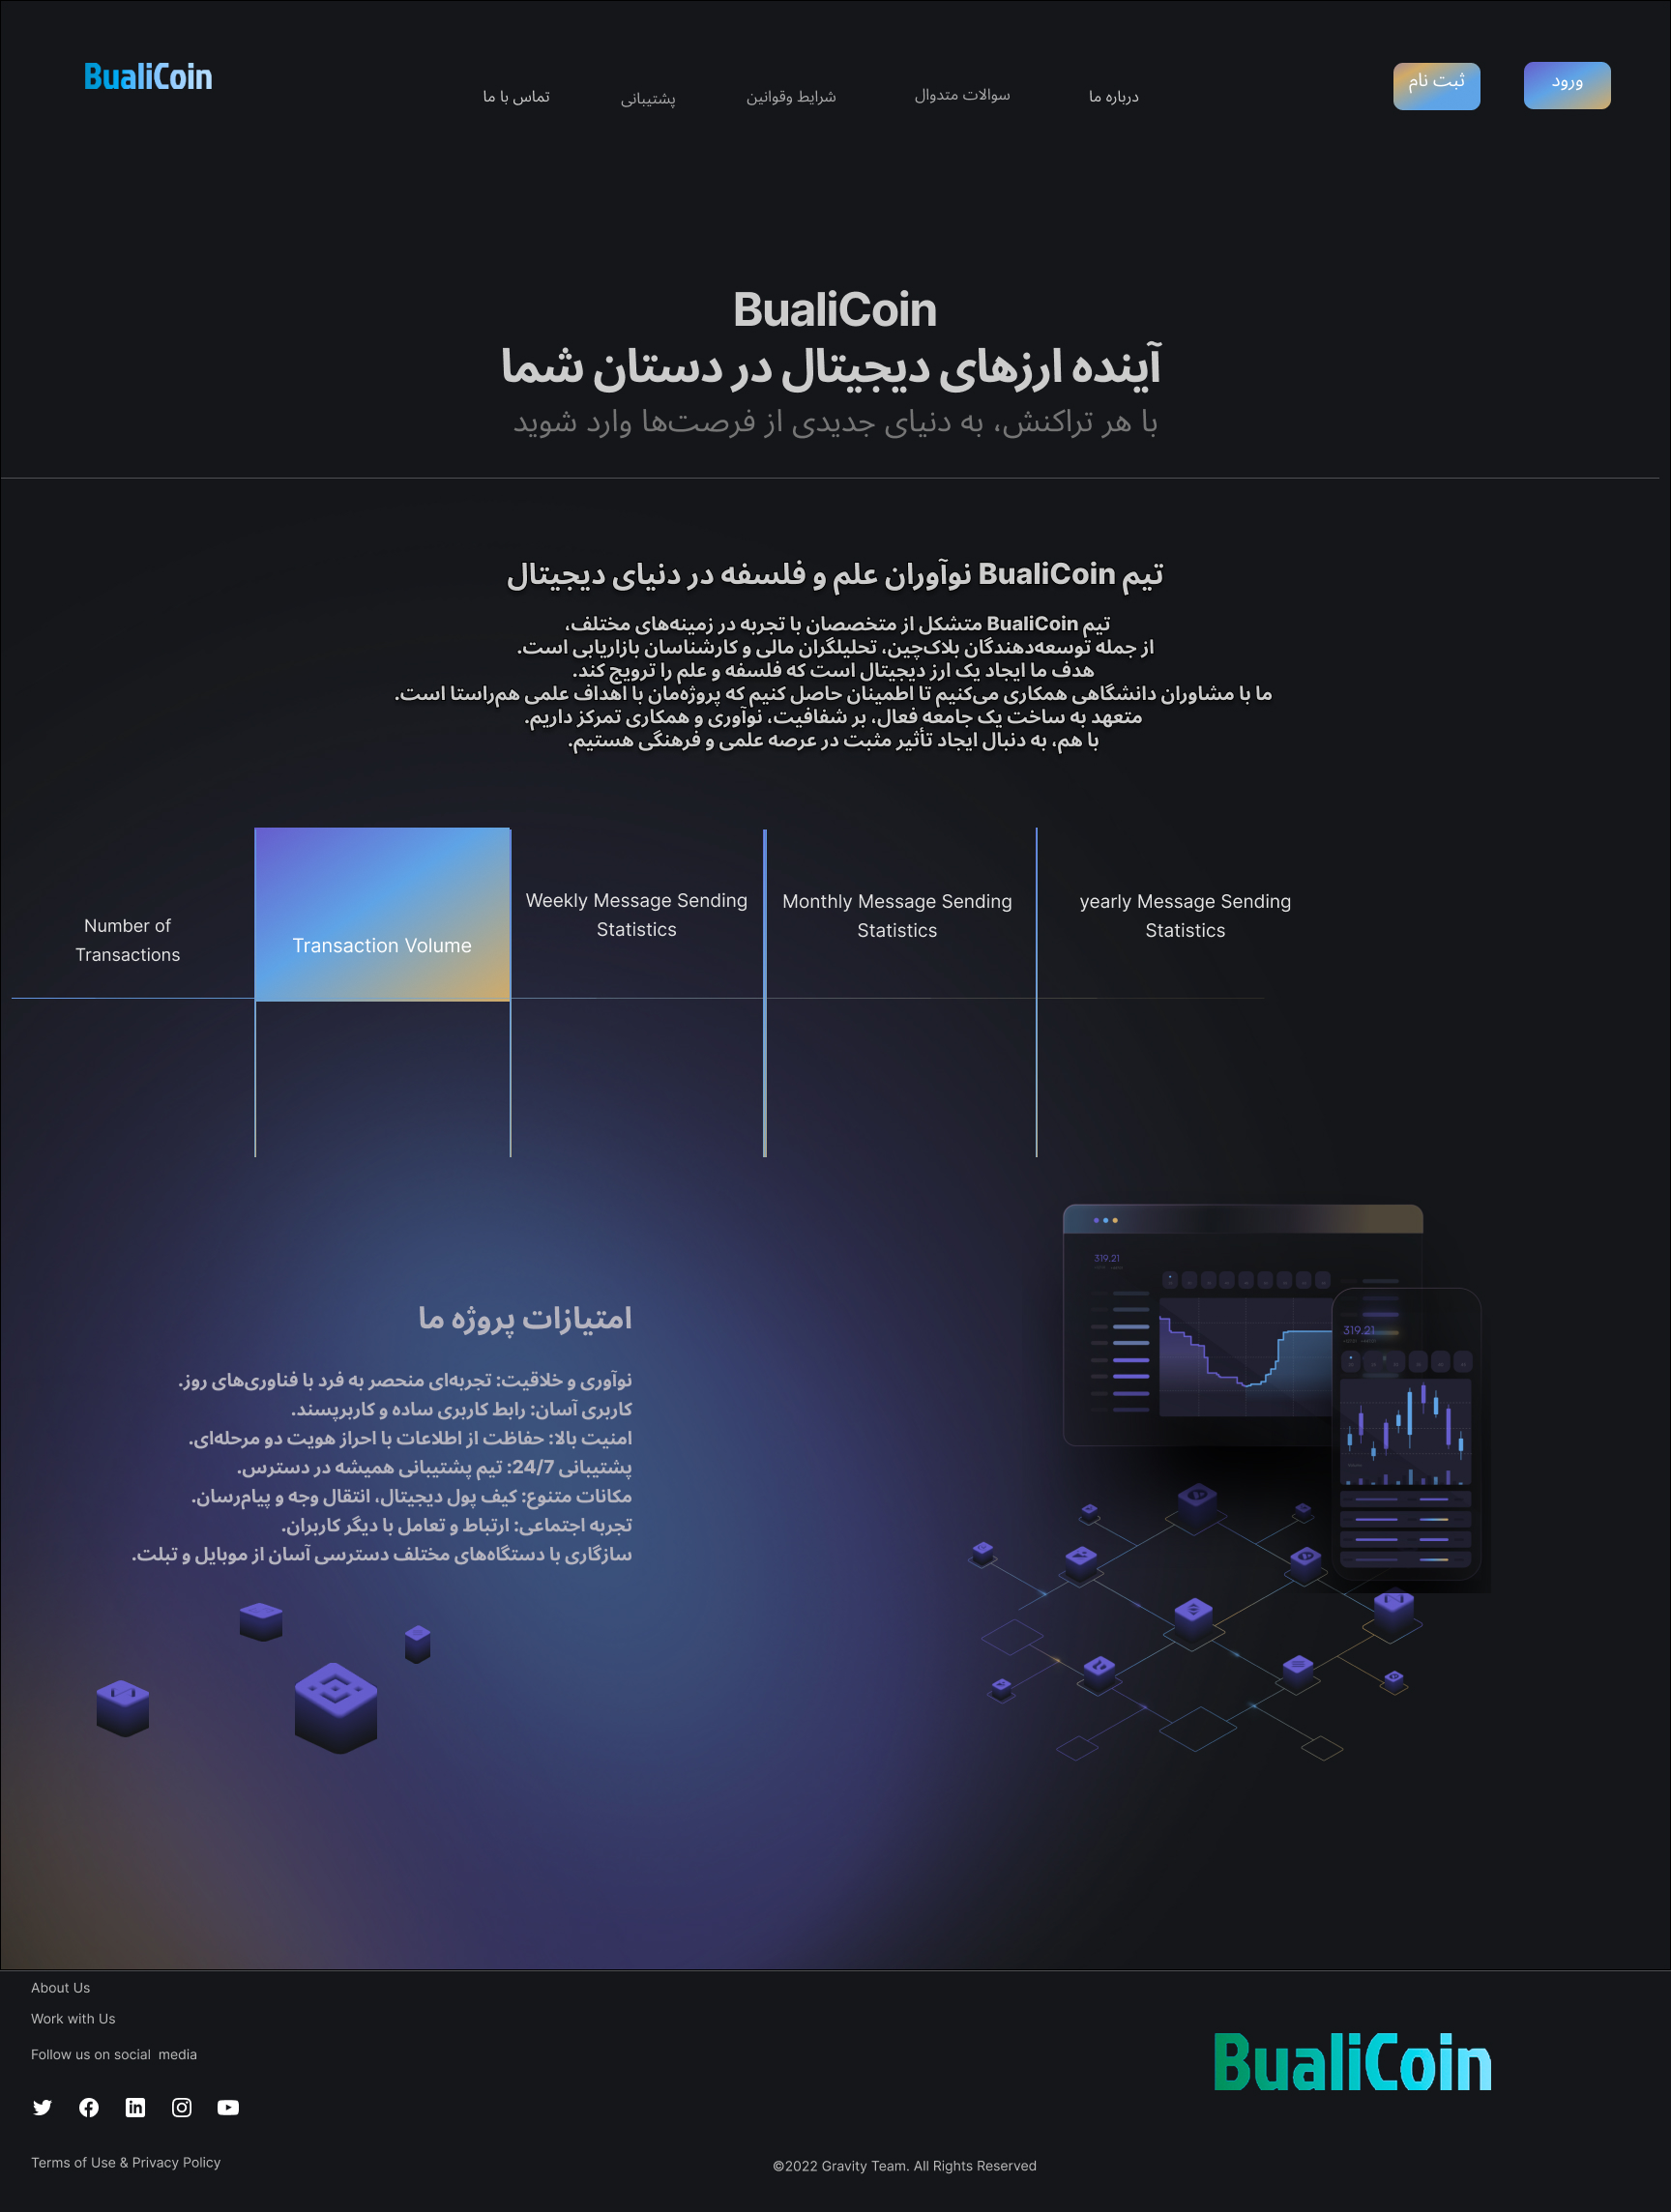 BualiCoin
تماس با ما
پشتیبانی
شرایط وقوانین
سوالات متدوال
درباره ما
ثبت نام
ورود
BualiCoin
آینده ارزهای دیجیتال در دستان شما
با هر تراکنش، به دنیای جدیدی از فرصت‌ها وارد شوید
تیم BualiCoin نوآوران علم و فلسفه در دنیای دیجیتال
تیم BualiCoin متشکل از متخصصان با تجربه در زمینه‌های مختلف،
از جمله توسعه‌دهندگان بلاک‌چین، تحلیلگران مالی و کارشناسان بازاریابی است.
هدف ما ایجاد یک ارز دیجیتال است که فلسفه و علم را ترویج کند.
ما با مشاوران دانشگاهی همکاری می‌کنیم تا اطمینان حاصل کنیم که پروژه‌مان با اهداف علمی هم‌راستا است.
متعهد به ساخت یک جامعه فعال، بر شفافیت، نوآوری و همکاری تمرکز داریم.
با هم، به دنبال ایجاد تأثیر مثبت در عرصه علمی و فرهنگی هستیم.
Number of
Transactions
Transaction Volume
Weekly Message Sending
Statistics
Monthly Message Sending
Statistics
yearly Message Sending
Statistics
امتیازات پروژه ما
نوآوری و خلاقیت: تجربه‌ای منحصر به فرد با فناوری‌های روز.
کاربری آسان: رابط کاربری ساده و کاربرپسند.
امنیت بالا: حفاظت از اطلاعات با احراز هویت دو مرحله‌ای.
پشتیبانی 24/7: تیم پشتیبانی همیشه در دسترس.
مکانات متنوع: کیف پول دیجیتال، انتقال وجه و پیام‌رسان.
تجربه اجتماعی: ارتباط و تعامل با دیگر کاربران.
سازگاری با دستگاه‌های مختلف دسترسی آسان از موبایل و تبلت.
319.21
319.21
About Us
Work with Us
Follow us on social  media
BualiCoin
Terms of Use & Privacy Policy
©2022 Gravity Team. All Rights Reserved